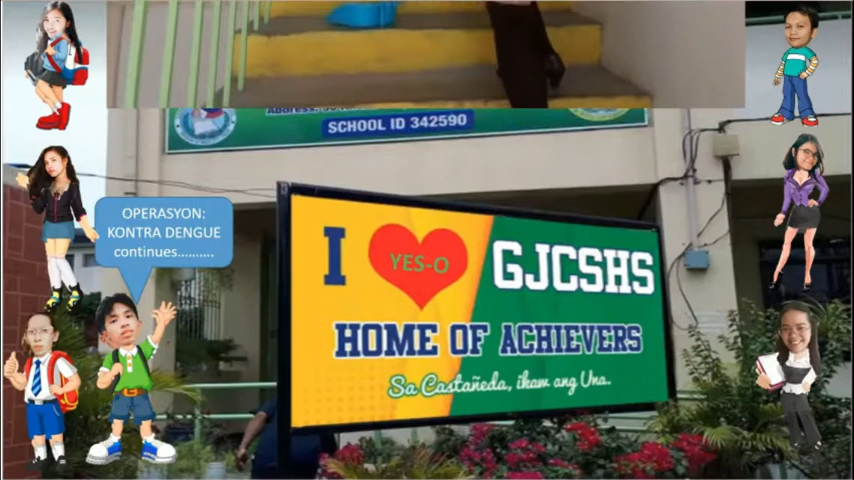 SCHOOL ID 342590
OPERASYON:
KONTRA DENGUE
continues..........
I YES-O GJCSHS
HOME OF ACHIEVERS
Sa Castañeda, ikaw ang Una.